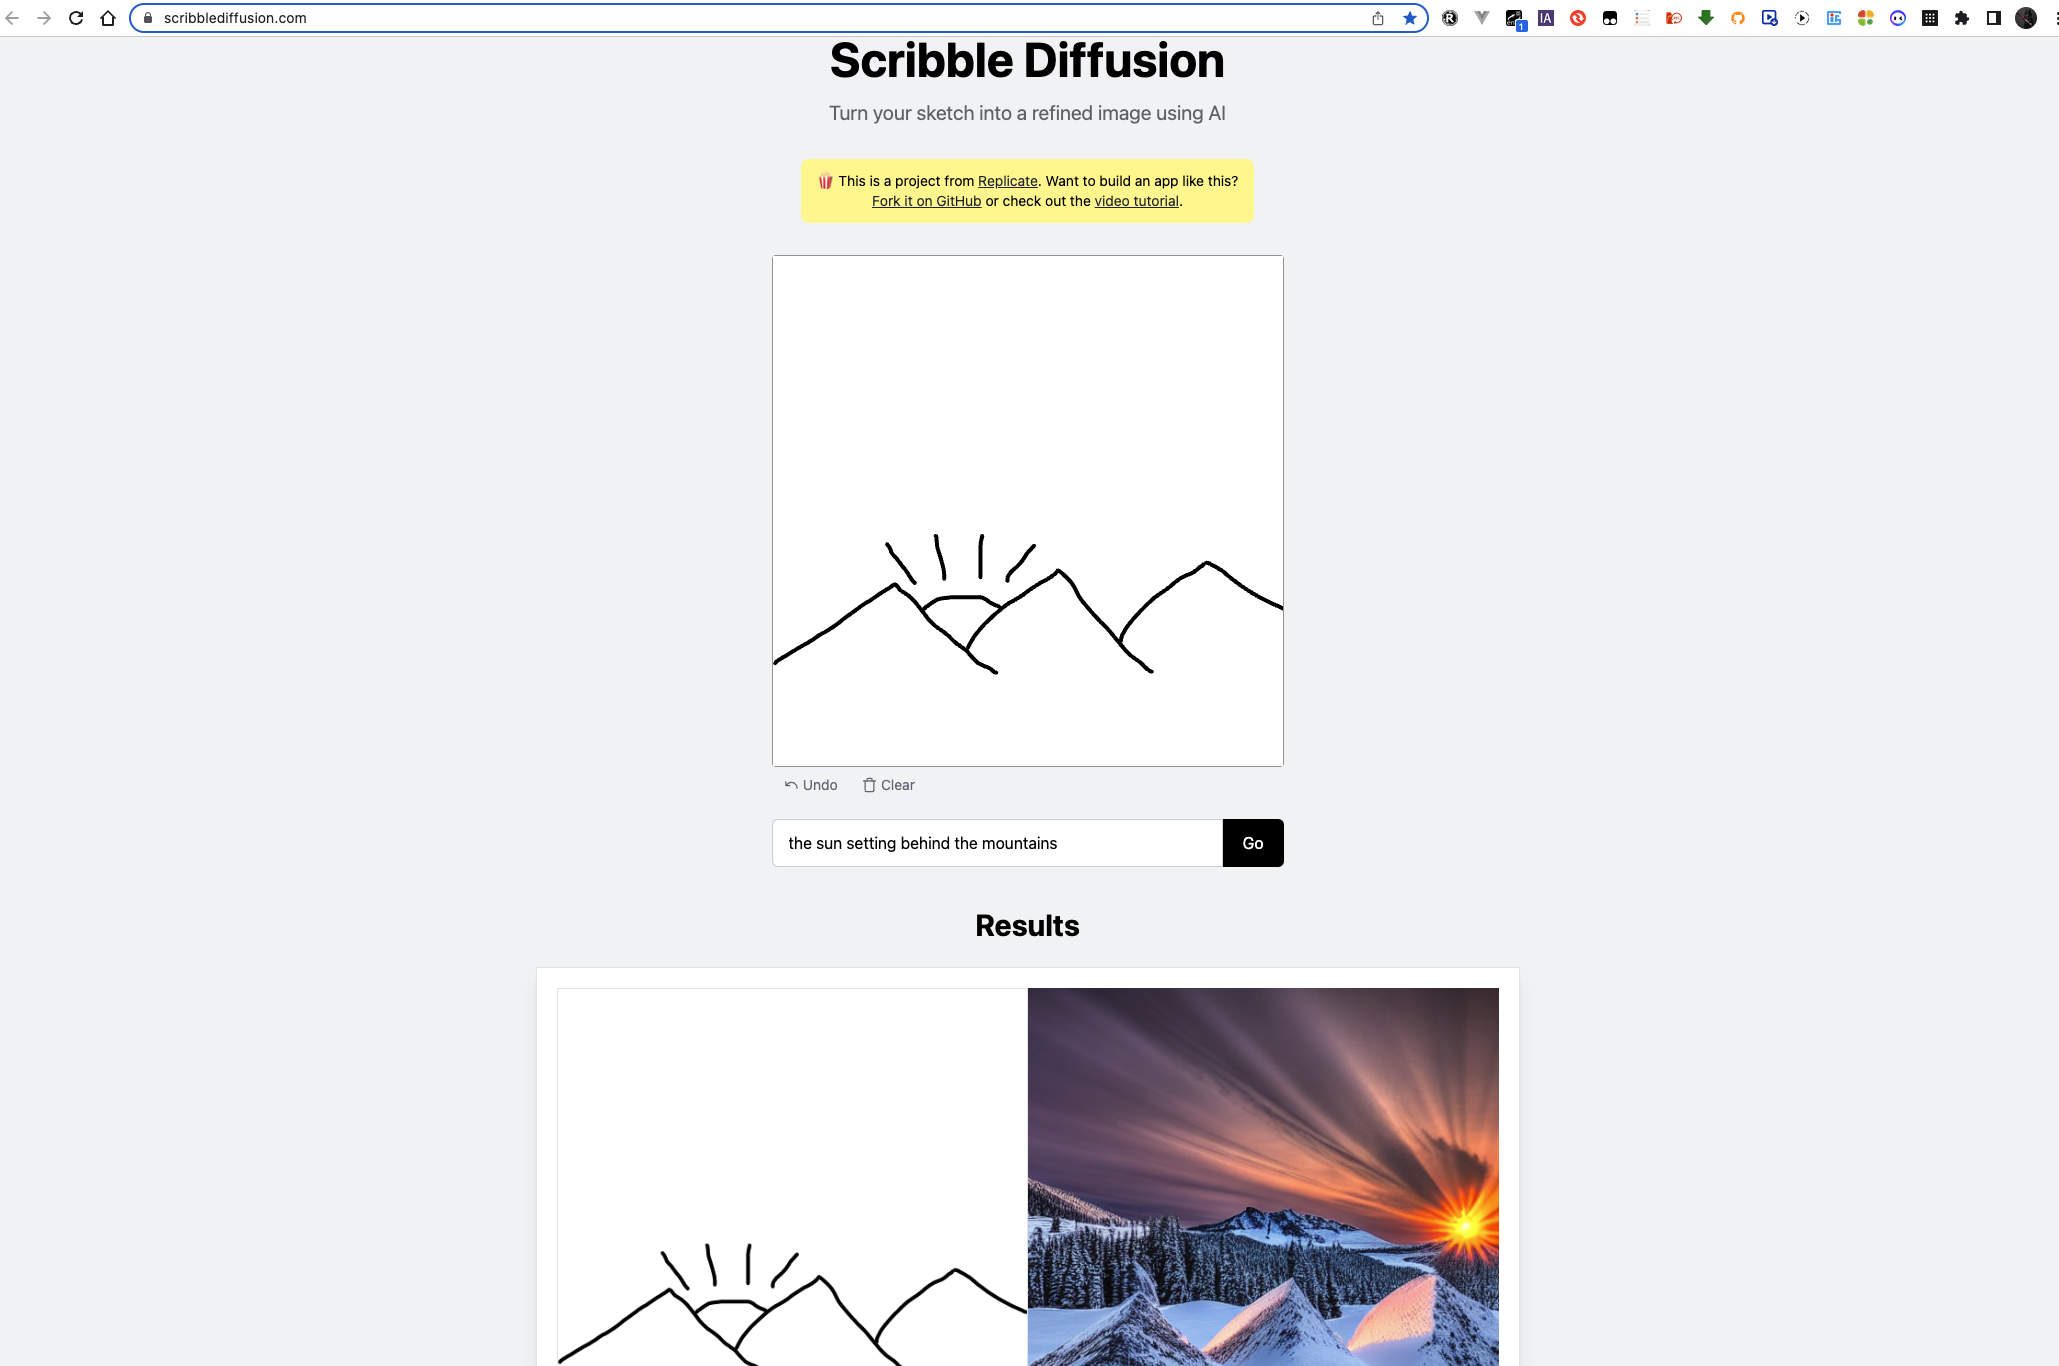 scribblediffusion.com
IA
1
Scribble Diffusion
Turn your sketch into a refined image using AI
🍿 This is a project from Replicate. Want to build an app like this?
Fork it on GitHub or check out the video tutorial.
Undo Clear
the sun setting behind the mountains Go
Results